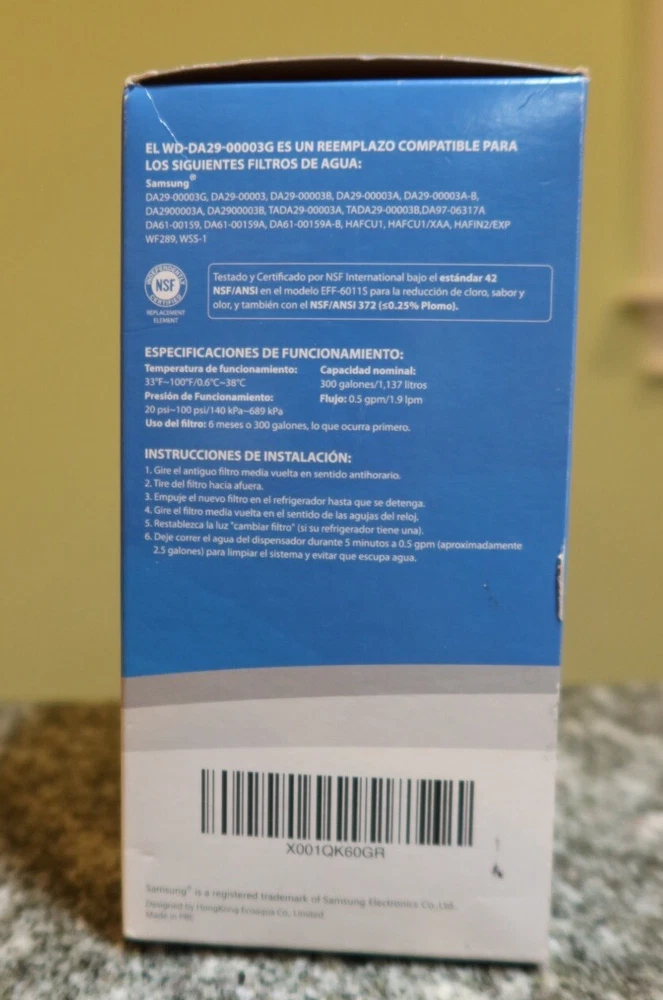 EL WD-DA29-00003G ES UN REEMPLAZO COMPATIBLE PARA
LOS SIGUIENTES FILTROS DE AGUA:
Samsung®
DA29-00003G, DA29-00003, DA29-00003B, DA29-00003A, DA29-00003A-B,
DA2900003A, DA2900003B, TADA29-00003A, TADA29-00003B,DA97-06317A
DA61-00159, DA61-00159A, DA61-00159A-B, HAFCU1, HAFCU1/XAA, HAFIN2/EXP
WF289, WSS-1
INDEPENDENTLY
NSF
CERTIFIED
REPLACEMENT
ELEMENT
Testado y Certificado por NSF International bajo el estándar 42
NSF/ANSI en el modelo EFF-6011S para la reducción de cloro, sabor y
olor, y también con el NSF/ANSI 372 (≤0.25% Plomo).
ESPECIFICACIONES DE FUNCIONAMIENTO:
Temperatura de funcionamiento:
33°F~100°F/0.6°C~38°C
Presión de Funcionamiento:
20 psi~100 psi/140 kPa~689 kPa
Capacidad nominal:
300 galones/1,137 litros
Flujo: 0.5 gpm/1.9 lpm
Uso del filtro: 6 meses o 300 galones, lo que ocurra primero.
INSTRUCCIONES DE INSTALACIÓN:
1. Gire el antiguo filtro media vuelta en sentido antihorario.
2. Tire del filtro hacia afuera.
3. Empuje el nuevo filtro en el refrigerador hasta que se detenga.
4. Gire el filtro media vuelta en el sentido de las agujas del reloj.
5. Restablezca la luz "cambiar filtro" (si su refrigerador tiene una).
6. Deje correr el agua del dispensador durante 5 minutos a 0.5 gpm (aproximadamente
2.5 galones) para limpiar el sistema y evitar que escupa agua.
X001QK60GR
Samsung® is a registered trademark of Samsung Electronics Co.,Ltd.
Designed by HongKong Ecoaqua Co., Limited
Made in PRC